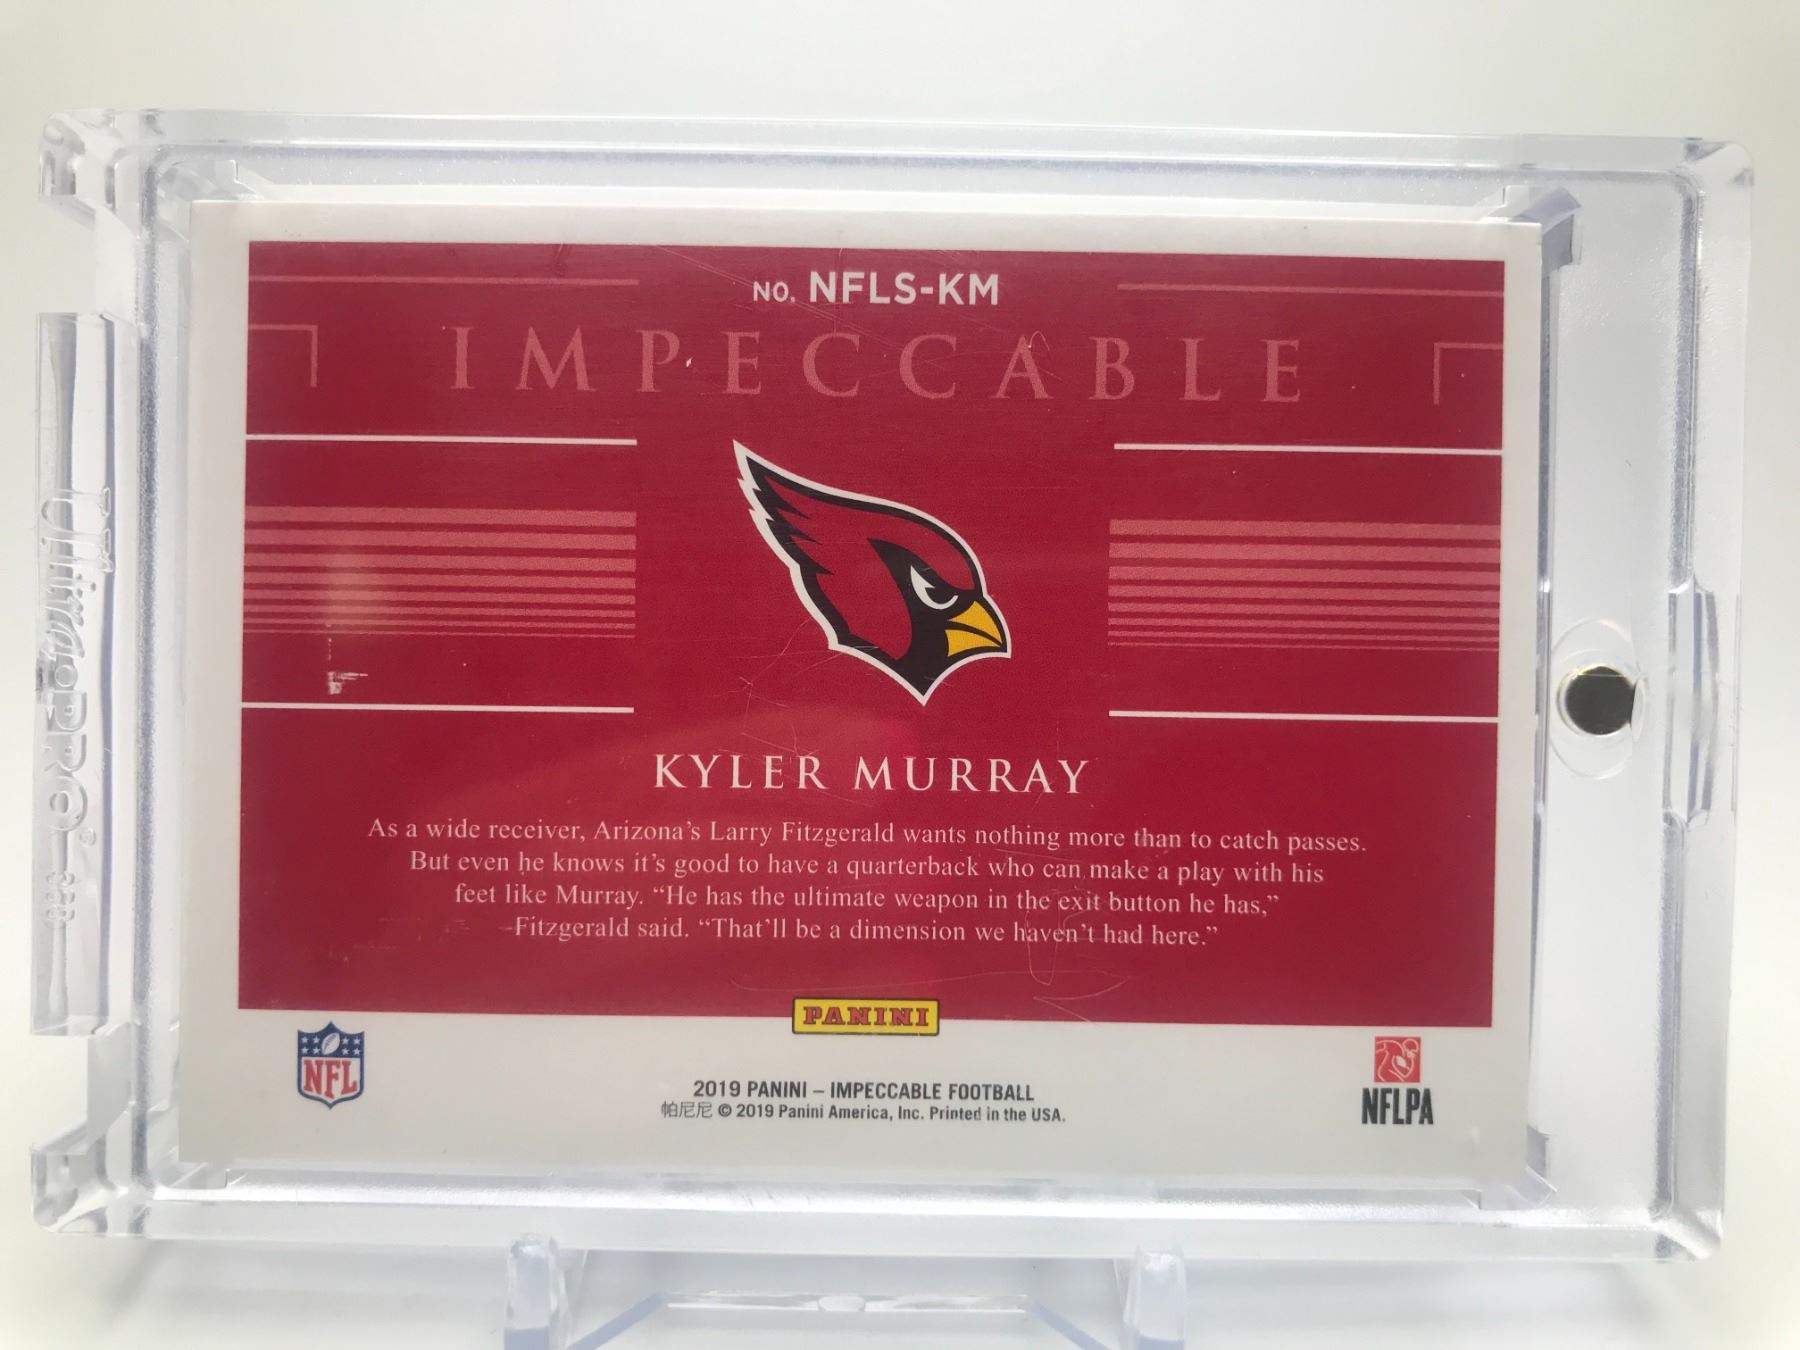 NO. NFLS-KM
IMPECCABLE
KYLER MURRAY
As a wide receiver, Arizona's Larry Fitzgerald wants nothing more than to catch passes.
But even he knows it's good to have a quarterback who can make a play with his
feet like Murray. “He has the ultimate weapon in the exit button he has,”
Fitzgerald said. “That'll be a dimension we haven't had here.”
PANINI
NFL
2019 PANINI – IMPECCABLE FOOTBALL
帕尼尼 © 2019 Panini America, Inc. Printed in the USA.
NFLPA
Ultra PRO